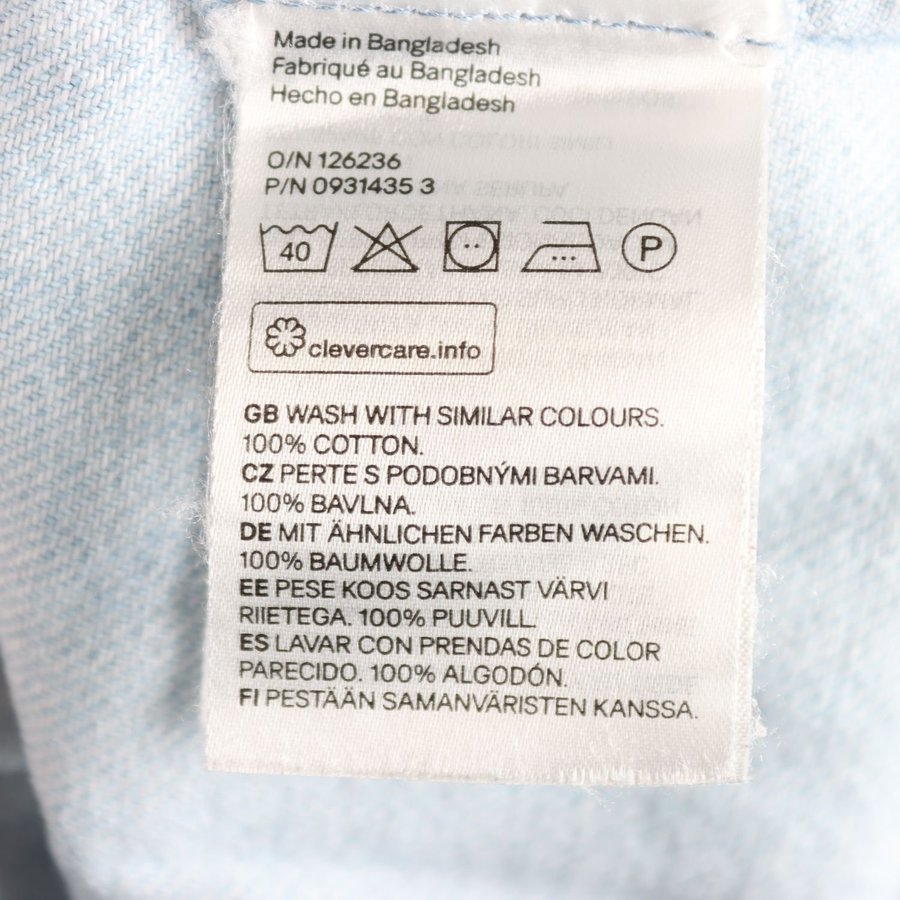 Made in Bangladesh
Fabriqué au Bangladesh
Hecho en Bangladesh
O/N 126236
P/N 0931435 3
40
P
clevercare.info
GB WASH WITH SIMILAR COLOURS.
100% COTTON.
CZ PERTE S PODOBNÝMI BARVAMI.
100% BAVLNA.
DE MIT ÄHNLICHEN FARBEN WASCHEN.
100% BAUMWOLLE.
EE PESE KOOS SARNAST VÄRVI
RIIETEGA. 100% PUUVILL.
ES LAVAR CON PRENDAS DE COLOR
PARECIDO. 100% ALGODÓN.
FI PESTÄÄN SAMANVÄRISTEN KANSSA.